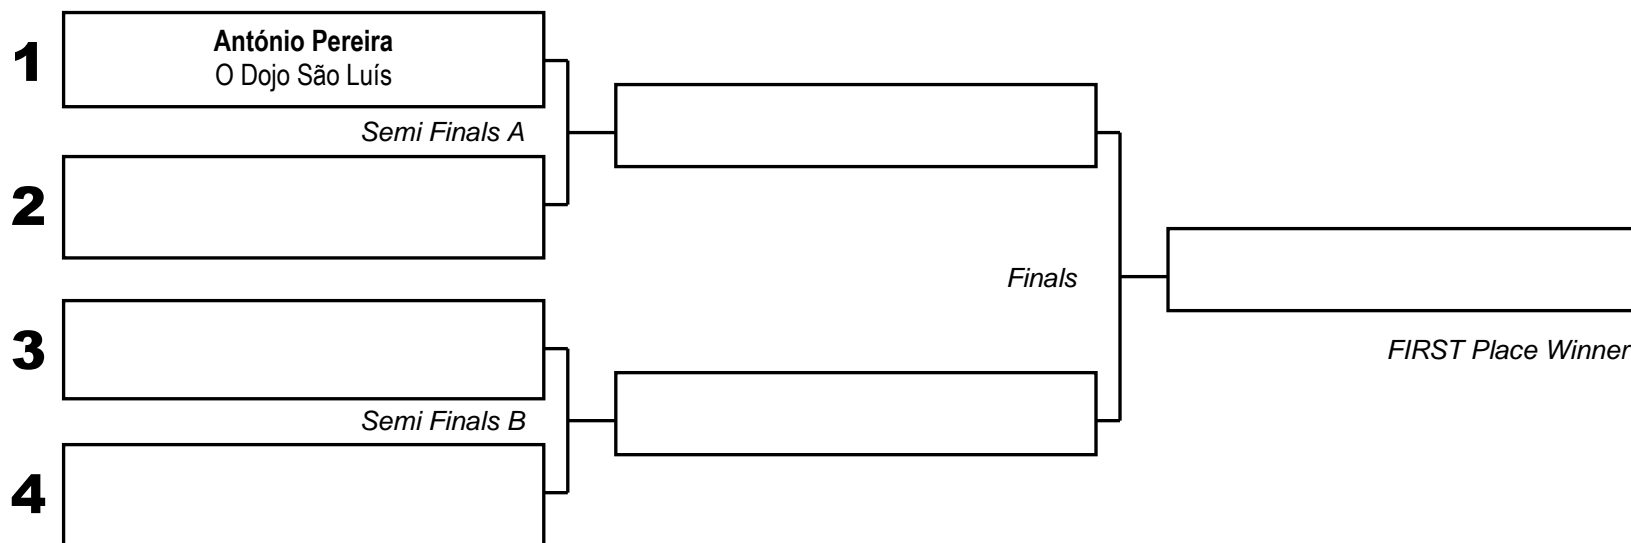 1
António Pereira
O Dojo São Luís
Semi Finals A
2
Finals
3
FIRST Place Winner
Semi Finals B
4